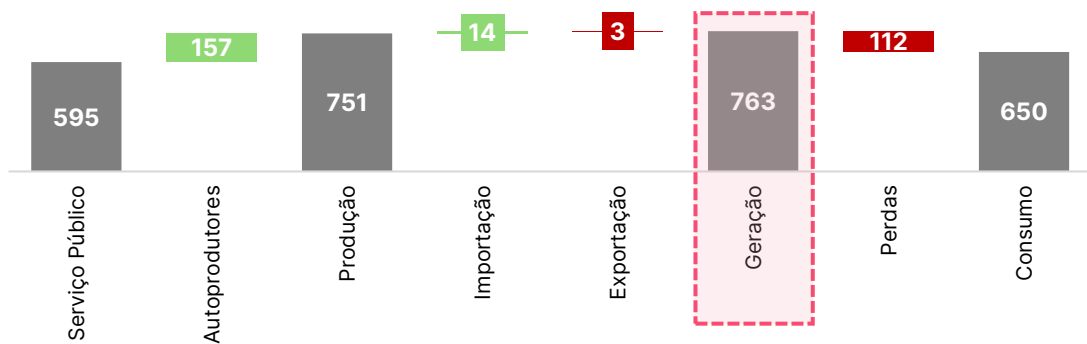 595
157
751
14
3
763
112
650
Serviço Público
Autoprodutores
Produção
Importação
Exportação
Geração
Perdas
Consumo